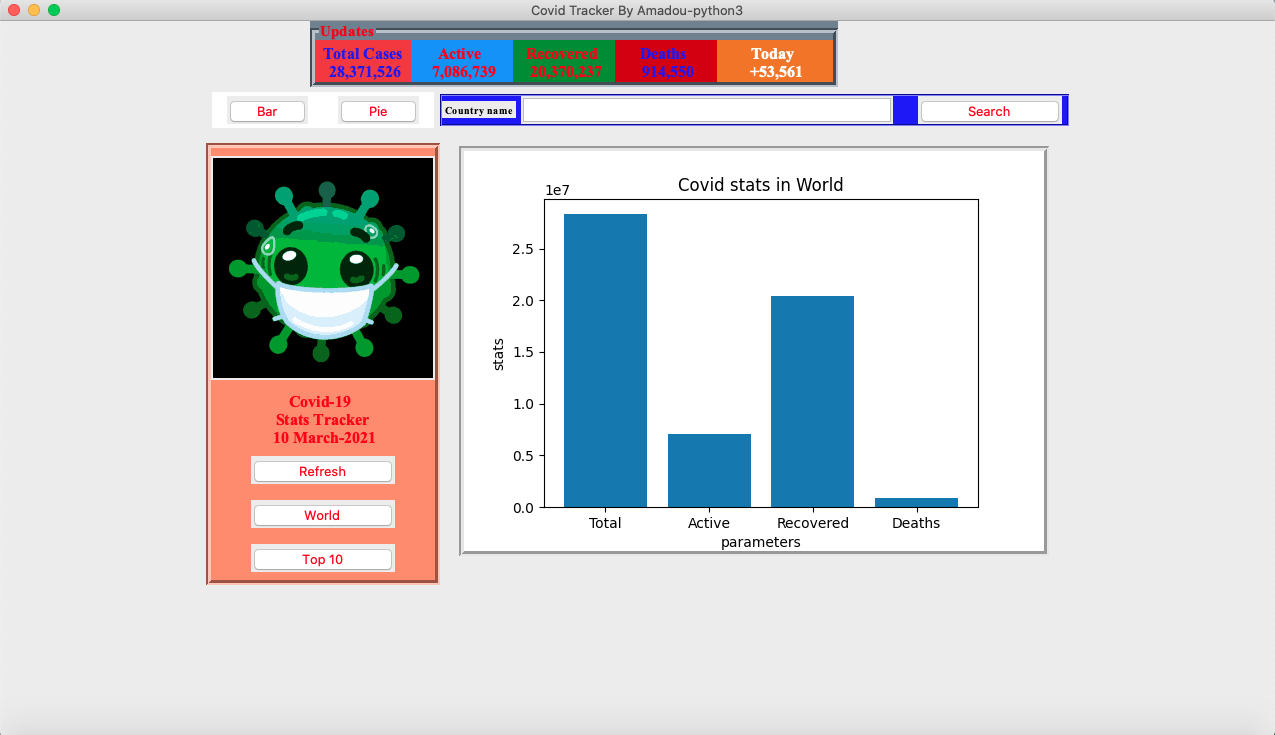 Covid Tracker By Amadou-python3
Updates
Total Cases Active Recovered Deaths Today
28,371,526 7,086,739 20,370,237 914,550 +53,561
Bar Pie Country name Search
Covid-19
Stats Tracker
10 March-2021
Refresh
World
Top 10
Covid stats in World
1e7
2.5
2.0
1.5
1.0
0.5
0.0
stats
Total Active Recovered Deaths
parameters